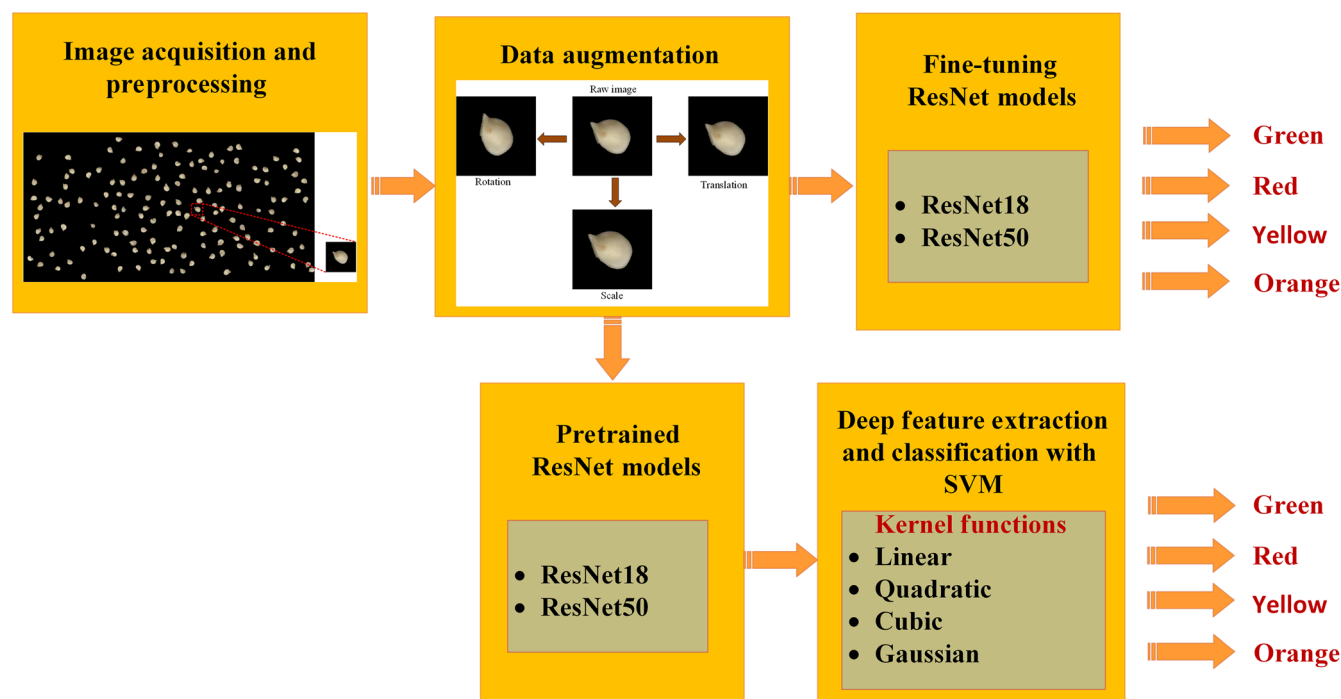 Image acquisition and
preprocessing
Data augmentation
Raw image
Rotation
Translation
Scale
Fine-tuning
ResNet models
• ResNet18
• ResNet50
Green
Red
Yellow
Orange
Pretrained
ResNet models
• ResNet18
• ResNet50
Deep feature extraction
and classification with
SVM
Kernel functions
• Linear
• Quadratic
• Cubic
• Gaussian
Green
Red
Yellow
Orange